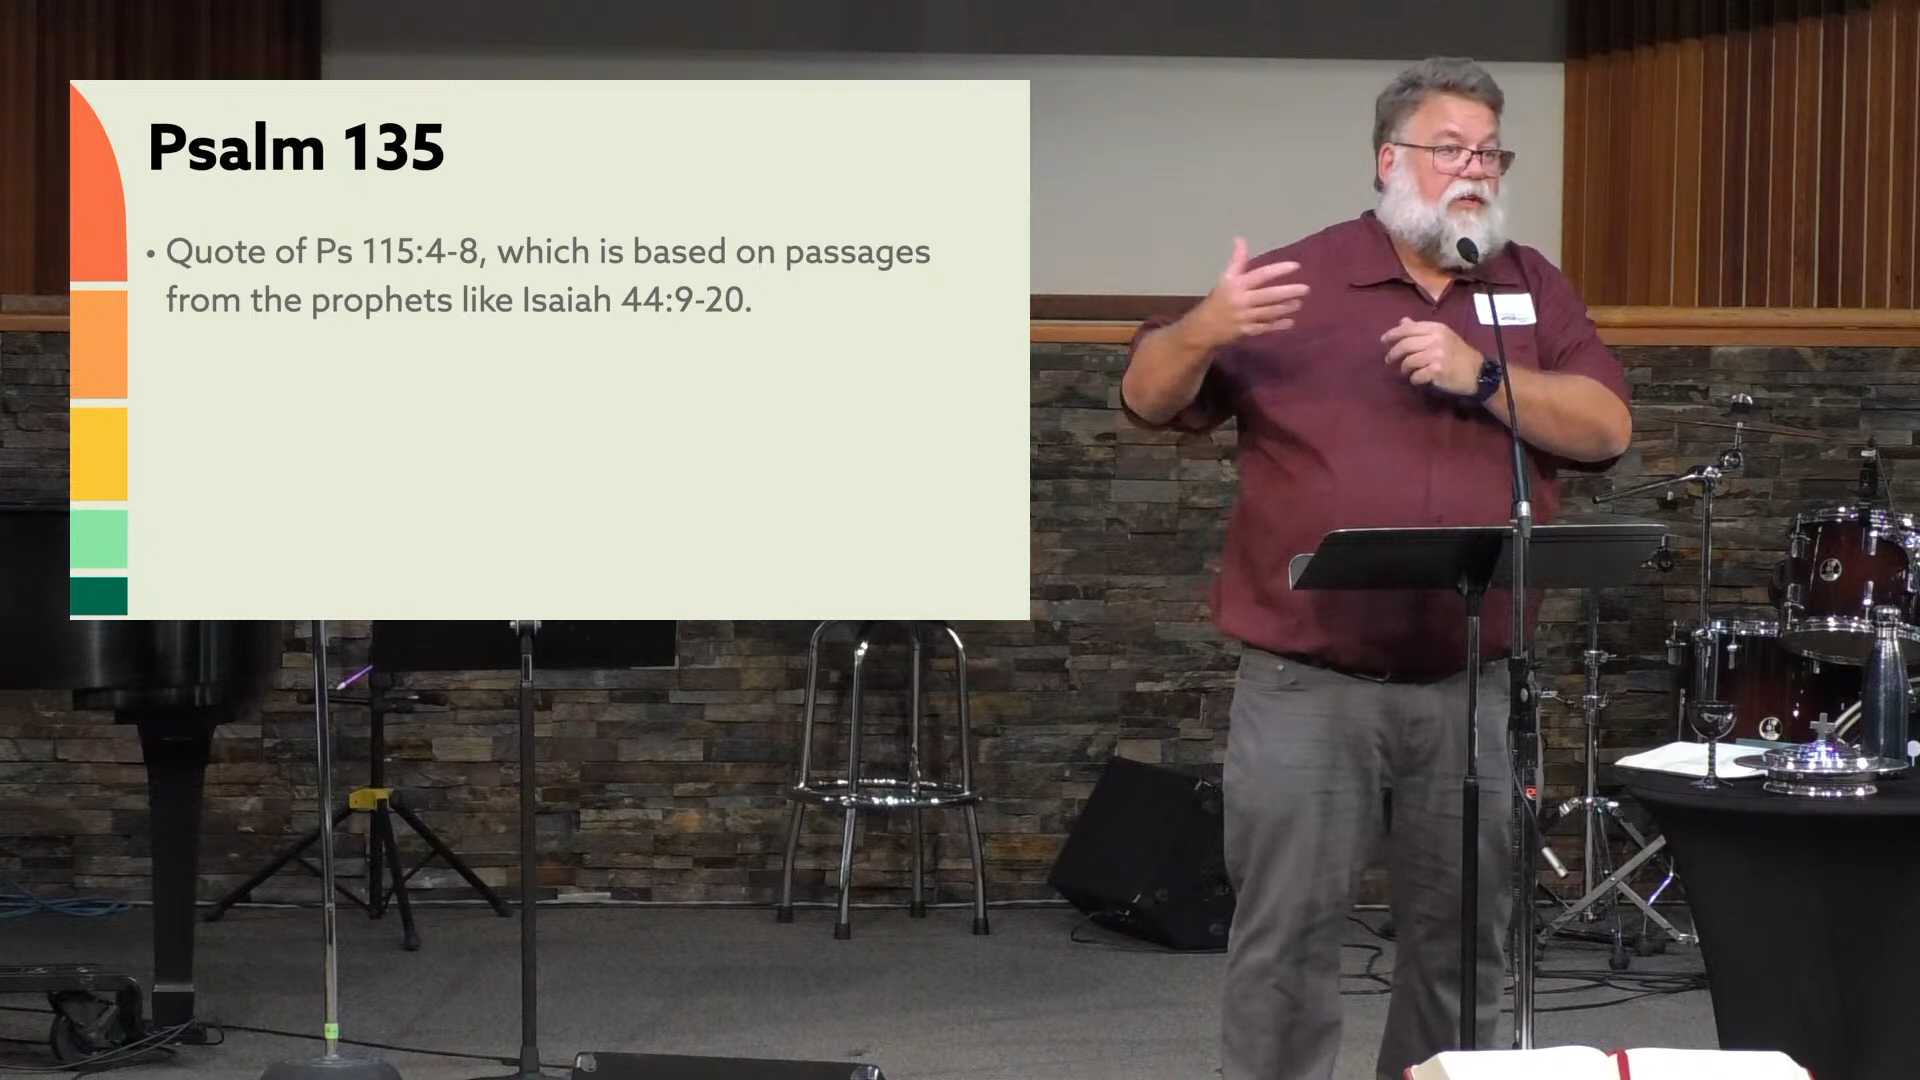 Psalm 135
• Quote of Ps 115:4-8, which is based on passages
from the prophets like Isaiah 44:9-20.